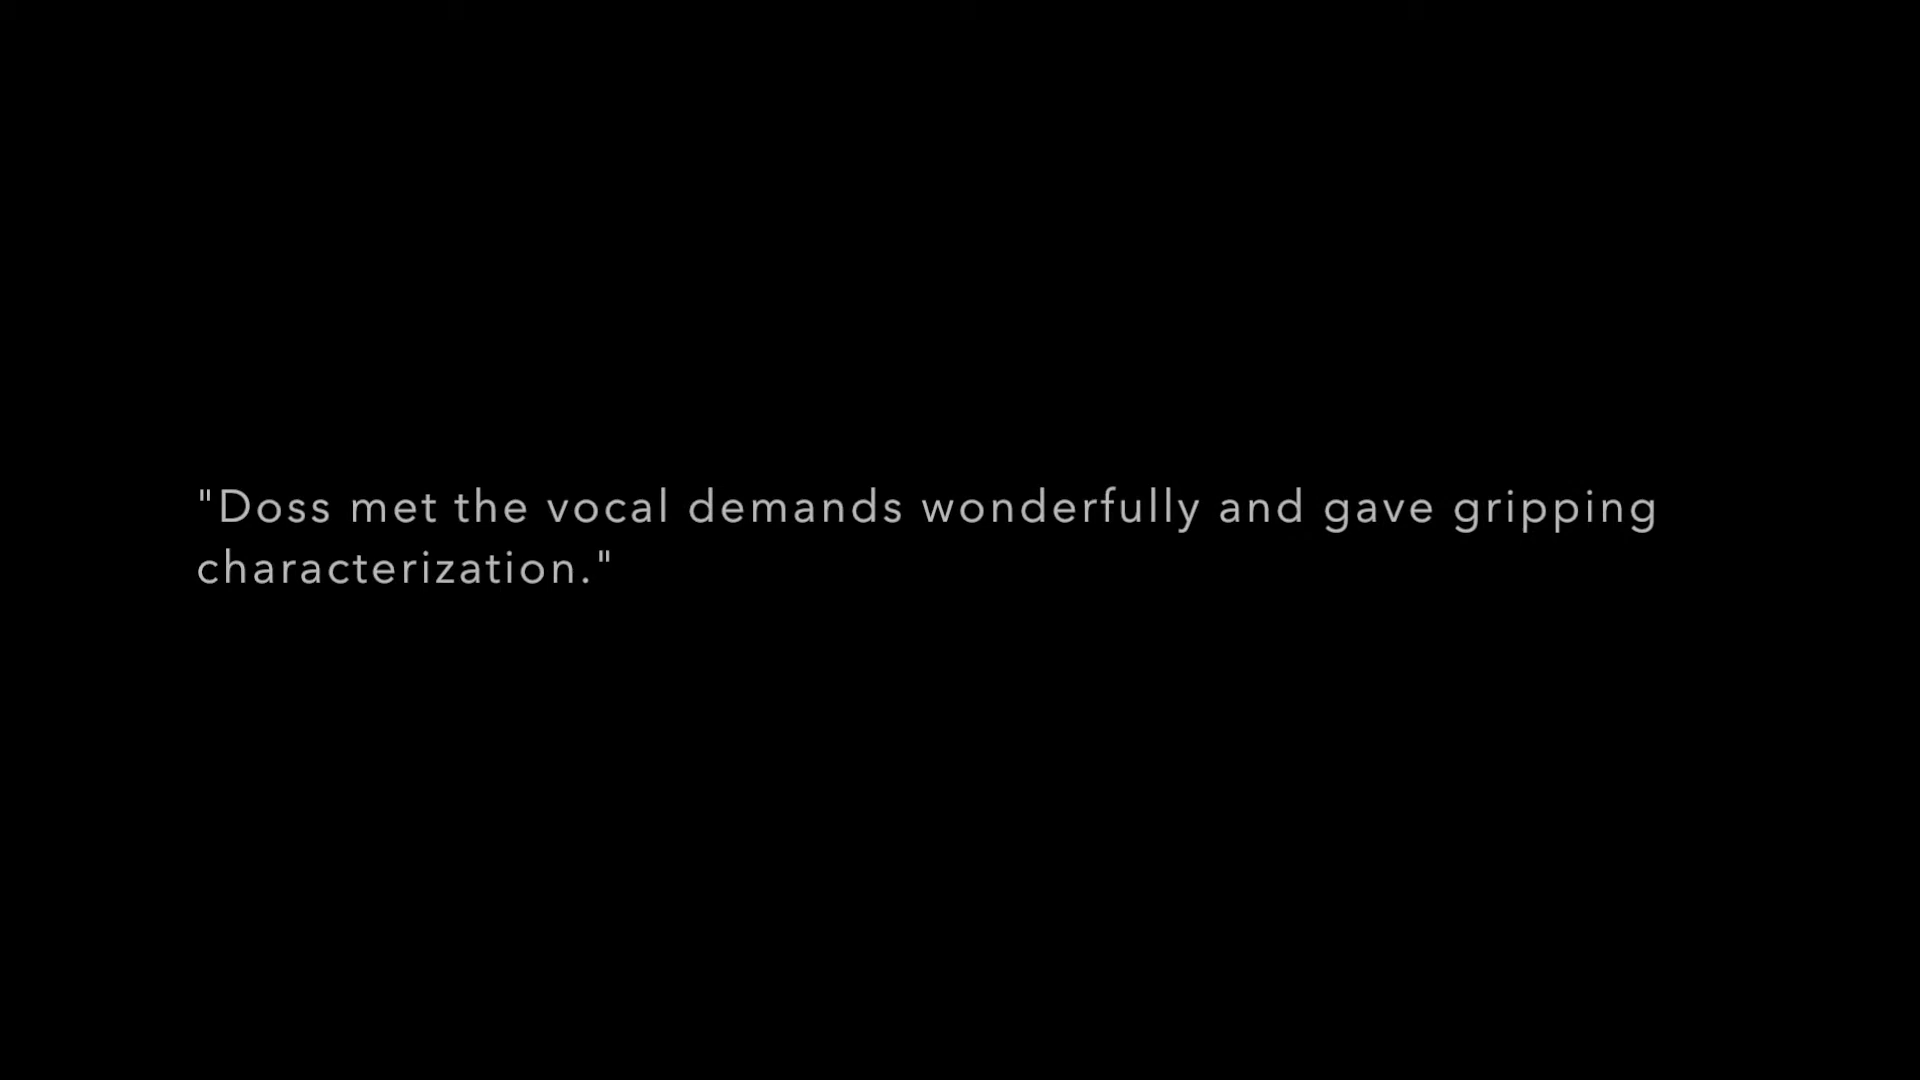 "Doss met the vocal demands wonderfully and gave gripping
characterization."